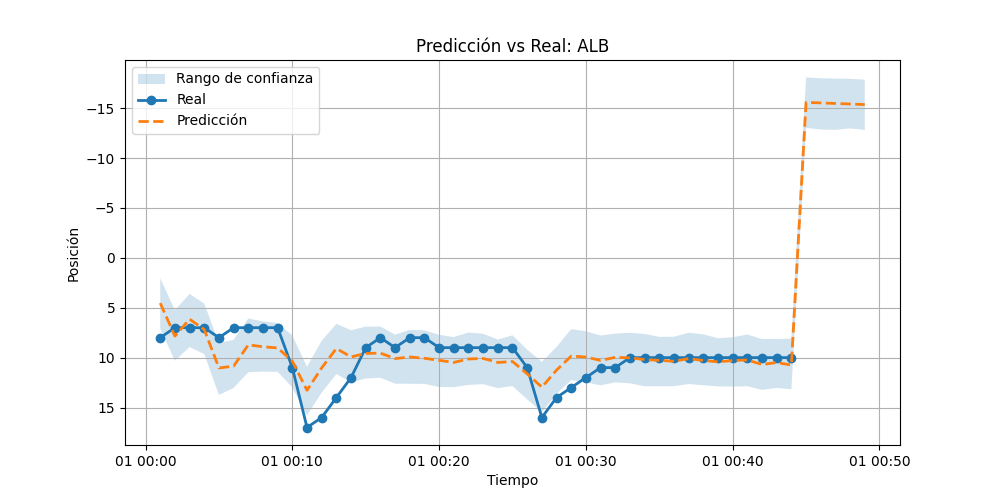 Predicción vs Real: ALB
Rango de confianza
Real
Predicción
−15
−10
−5
0
5
10
15
Posición
01 00:00
01 00:10
01 00:20
01 00:30
01 00:40
01 00:50
Tiempo